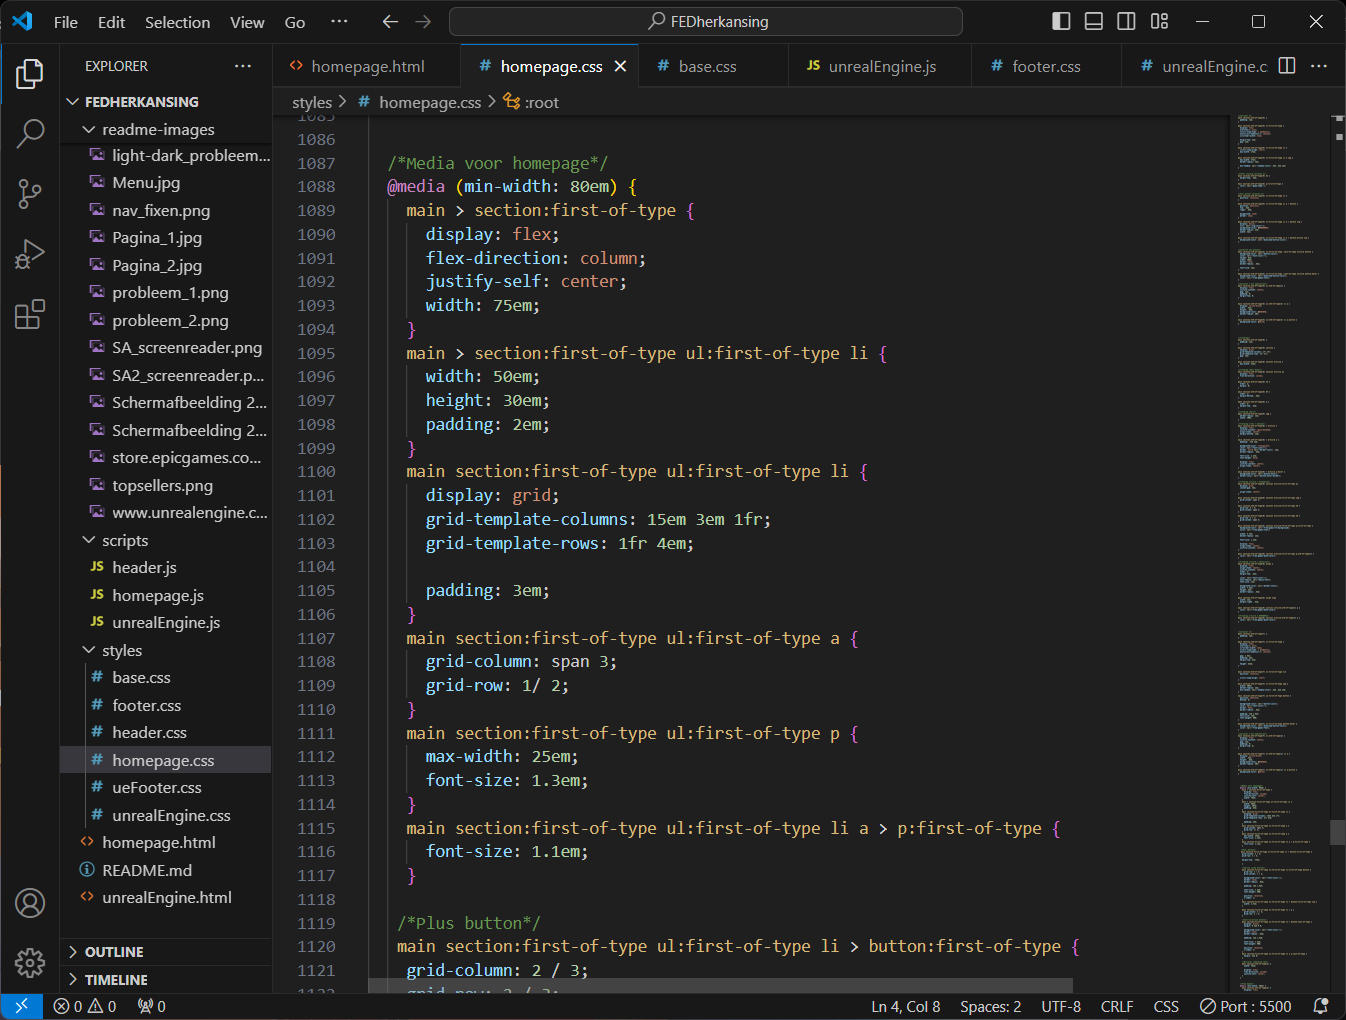 File Edit Selection View Go ··· FEDherkansing
EXPLORER ···
homepage.html # homepage.css # base.css JS unrealEngine.js # footer.css # unrealEngine.c ···
FEDHERKANSING
styles > # homepage.css > :root
readme-images
light-dark_probleem...
Menu.jpg
nav_fixen.png
Pagina_1.jpg
Pagina_2.jpg
probleem_1.png
probleem_2.png
SA_screenreader.png
SA2_screenreader.p...
Schermafbeelding 2...
Schermafbeelding 2...
store.epicgames.co...
topsellers.png
www.unrealengine.c...
scripts
JS header.js
JS homepage.js
JS unrealEngine.js
styles
# base.css
# footer.css
# header.css
# homepage.css
# ueFooter.css
# unrealEngine.css
<> homepage.html
README.md
<> unrealEngine.html
OUTLINE
TIMELINE
1085
1086
1087 /*Media voor homepage*/
1088 @media (min-width: 80em) {
1089 main > section:first-of-type {
1090 display: flex;
1091 flex-direction: column;
1092 justify-self: center;
1093 width: 75em;
1094 }
1095 main > section:first-of-type ul:first-of-type li {
1096 width: 50em;
1097 height: 30em;
1098 padding: 2em;
1099 }
1100 main section:first-of-type ul:first-of-type li {
1101 display: grid;
1102 grid-template-columns: 15em 3em 1fr;
1103 grid-template-rows: 1fr 4em;
1104
1105 padding: 3em;
1106 }
1107 main section:first-of-type ul:first-of-type a {
1108 grid-column: span 3;
1109 grid-row: 1/ 2;
1110 }
1111 main section:first-of-type ul:first-of-type p {
1112 max-width: 25em;
1113 font-size: 1.3em;
1114 }
1115 main section:first-of-type ul:first-of-type li a > p:first-of-type {
1116 font-size: 1.1em;
1117 }
1118
1119 /*Plus button*/
1120 main section:first-of-type ul:first-of-type li > button:first-of-type {
1121 grid-column: 2 / 3;
0 0 0 Ln 4, Col 8 Spaces: 2 UTF-8 CRLF CSS Port : 5500